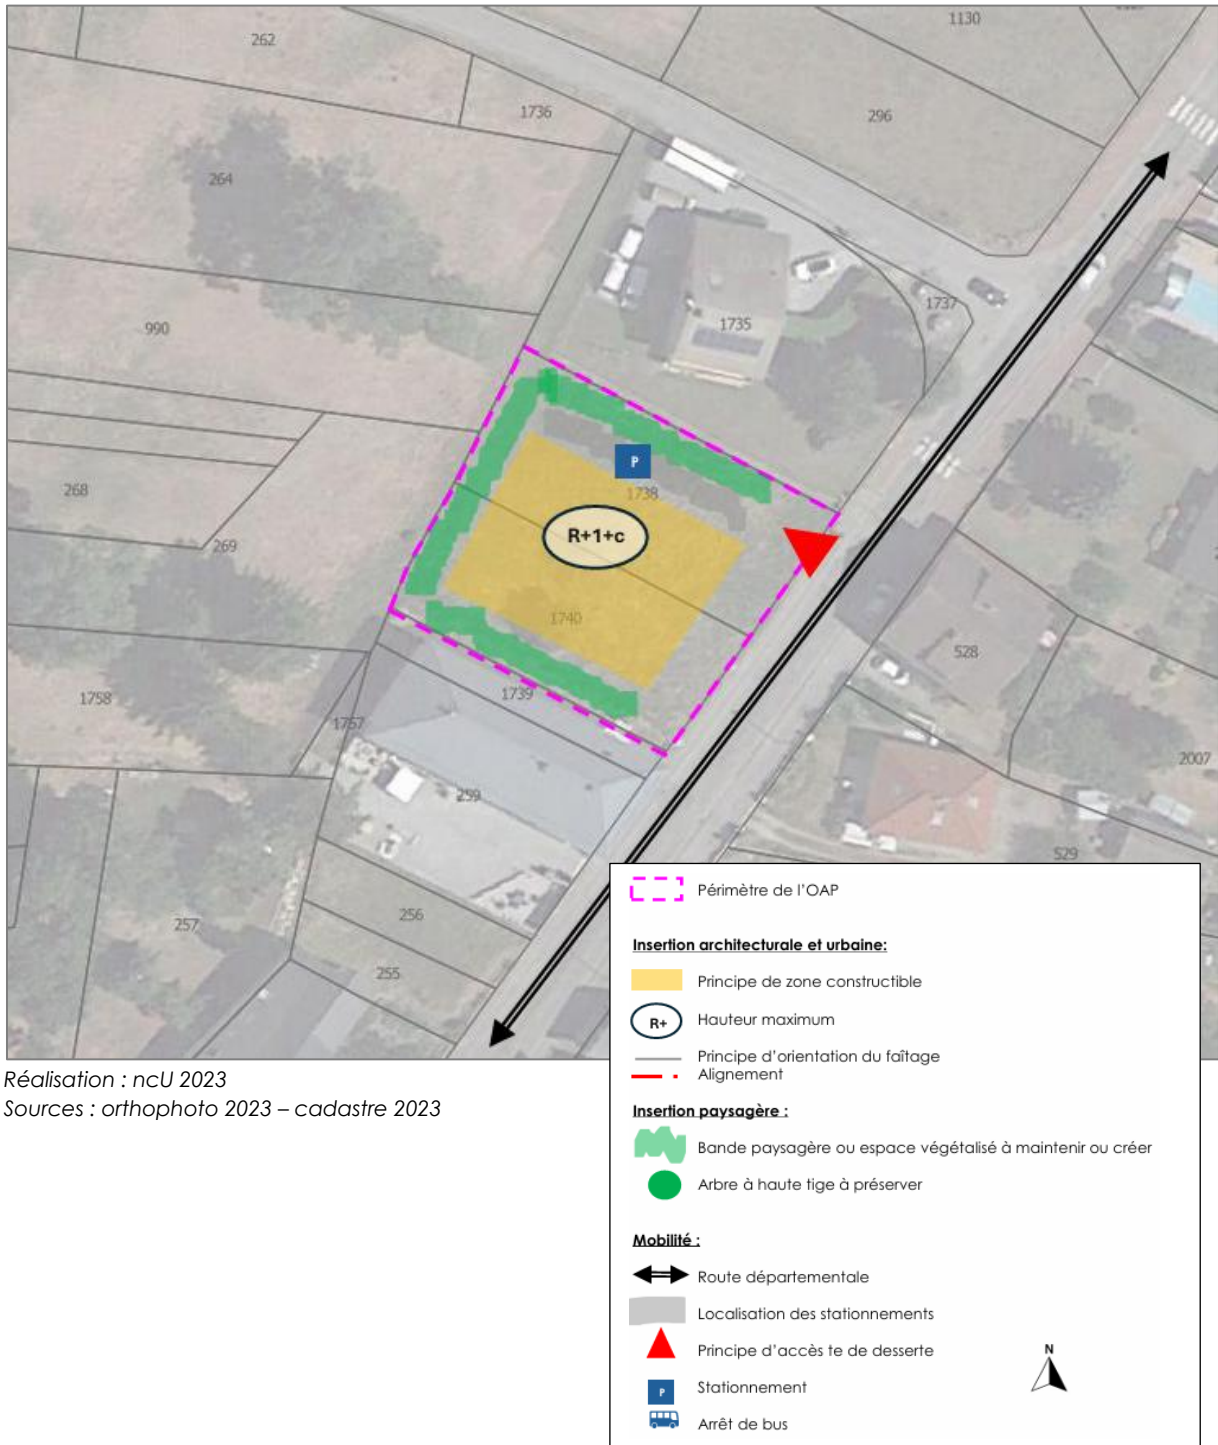 1130
262
1736
296
264
1737
990
1735
P
1738
268
R+1+c
269
1740
528
1739
1758
1757
2007
259
529
256
257
255
Périmètre de l'OAP
Insertion architecturale et urbaine:
Principe de zone constructible
R+ Hauteur maximum
Principe d'orientation du faîtage
Alignement
Insertion paysagère :
Bande paysagère ou espace végétalisé à maintenir ou créer
Arbre à haute tige à préserver
Mobilité :
Route départementale
Localisation des stationnements
Principe d'accès te de desserte
N
P Stationnement
Arrêt de bus
Réalisation : ncU 2023
Sources : orthophoto 2023 – cadastre 2023